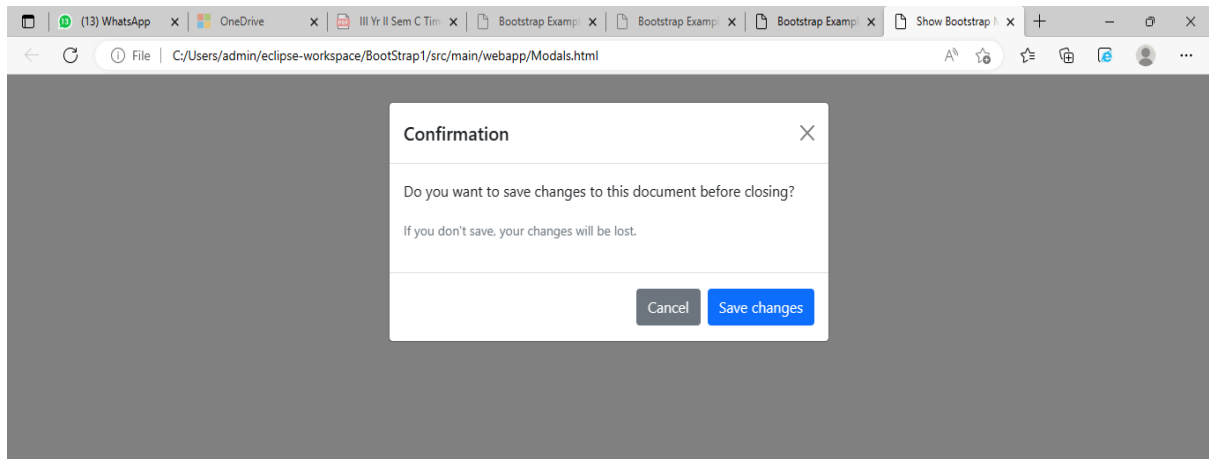 (13) WhatsApp
OneDrive
III Yr II Sem C Tim
Bootstrap Exampl
Bootstrap Exampl
Bootstrap Exampl
Show Bootstrap
File
C:/Users/admin/eclipse-workspace/BootStrap1/src/main/webapp/Modals.html
Confirmation
Do you want to save changes to this document before closing?
If you don't save, your changes will be lost.
Cancel
Save changes